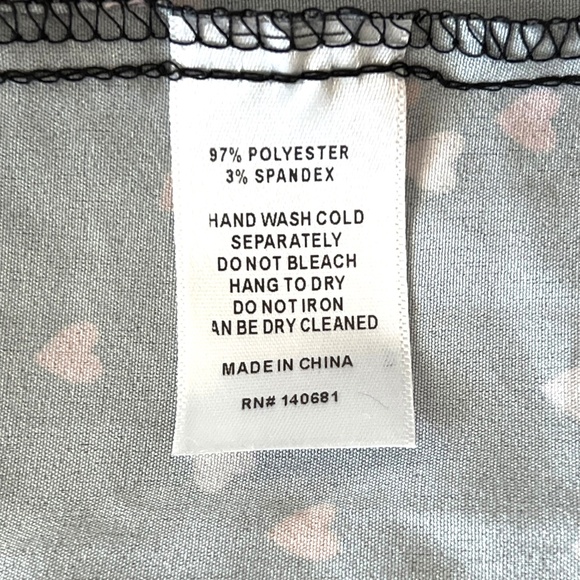 97% POLYESTER
3% SPANDEX
HAND WASH COLD
SEPARATELY
DO NOT BLEACH
HANG TO DRY
DO NOT IRON
AN BE DRY CLEANED
MADE IN CHINA
RN# 140681